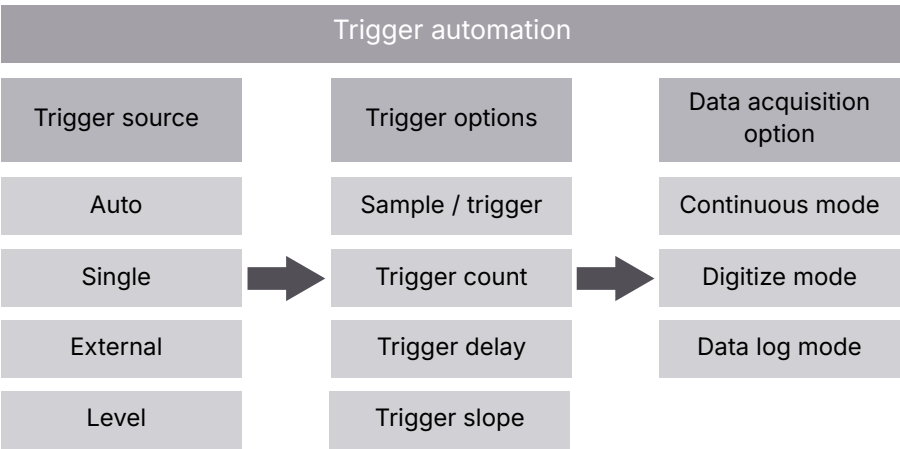 Trigger automation
Trigger source
Trigger options
Data acquisition
option
Auto
Sample / trigger
Continuous mode
Single
Trigger count
Digitize mode
External
Trigger delay
Data log mode
Level
Trigger slope